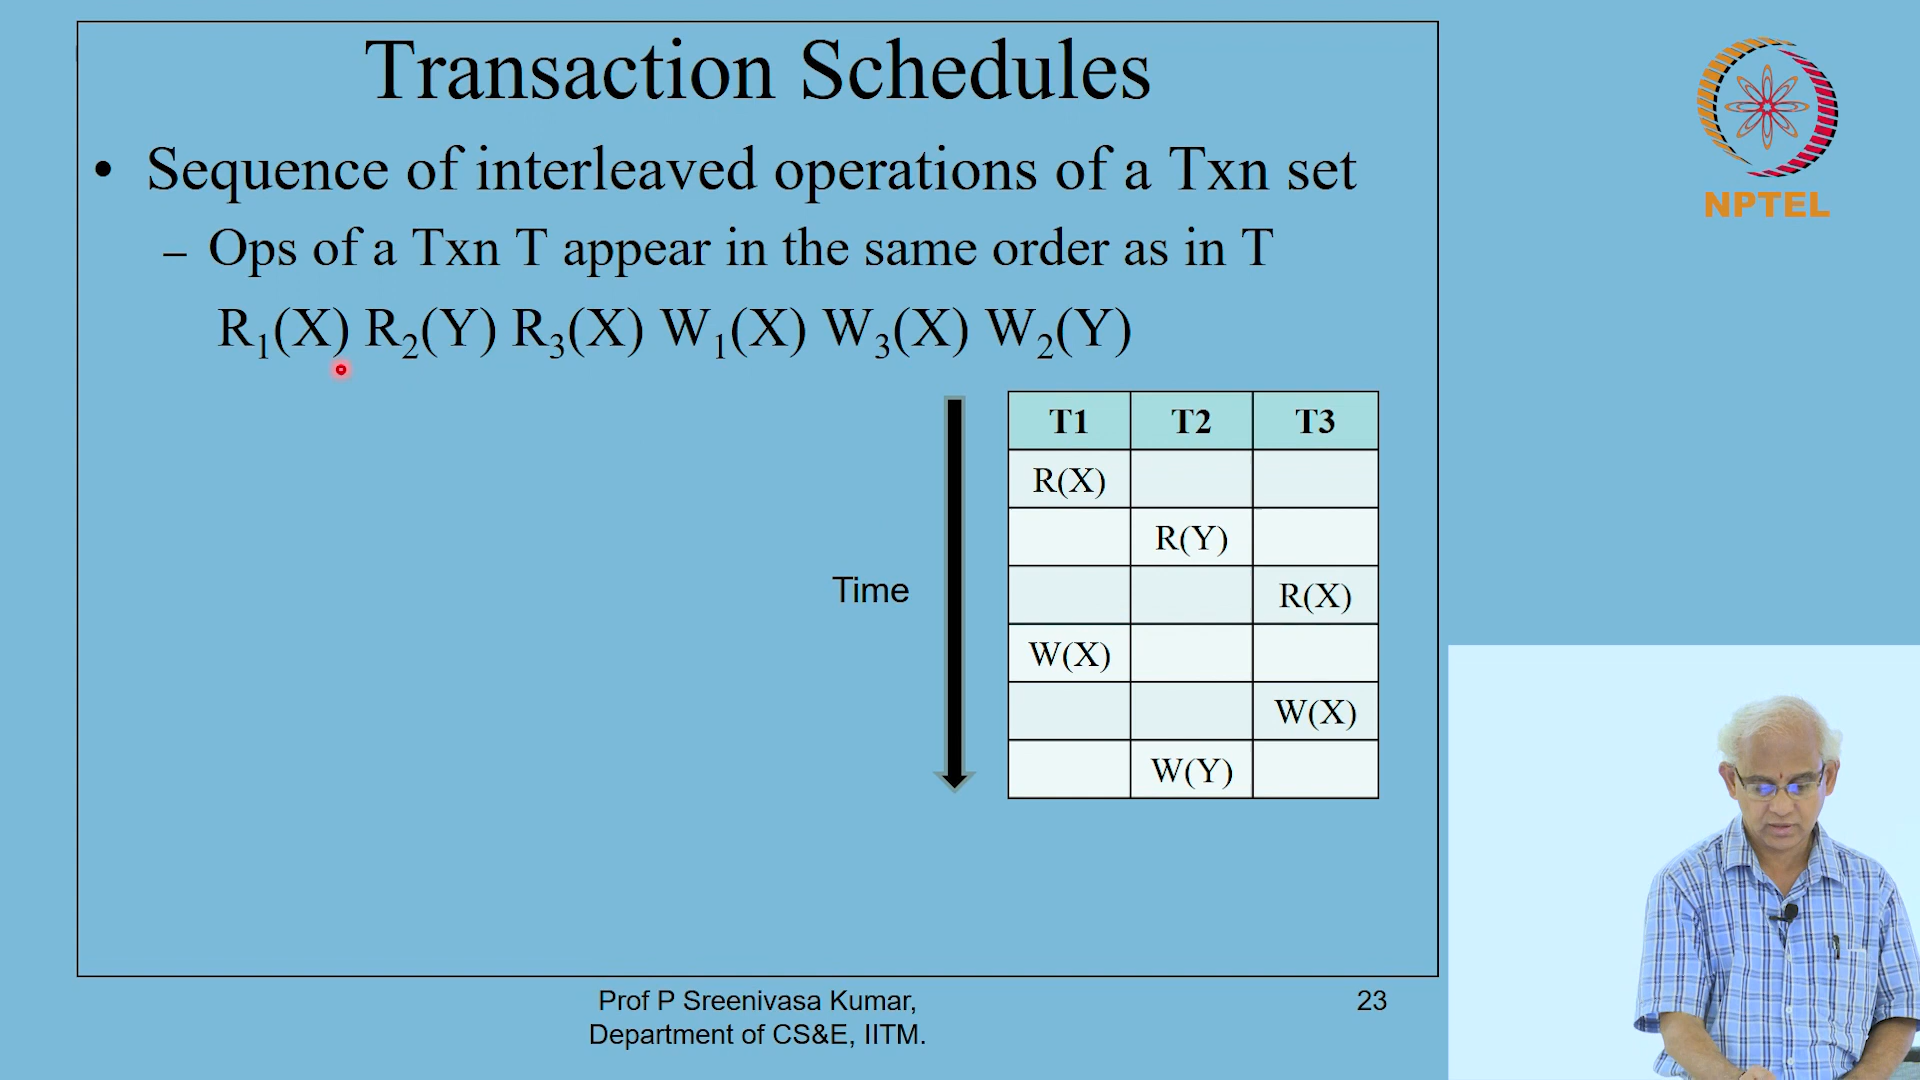 Transaction Schedules
• Sequence of interleaved operations of a Txn set
– Ops of a Txn T appear in the same order as in T
R₁(X) R₂(Y) R₃(X) W₁(X) W₃(X) W₂(Y)
T1 T2 T3
R(X)
R(Y)
Time
R(X)
W(X)
W(X)
W(Y)
Prof P Sreenivasa Kumar,
Department of CS&E, IITM.
23
NPTEL